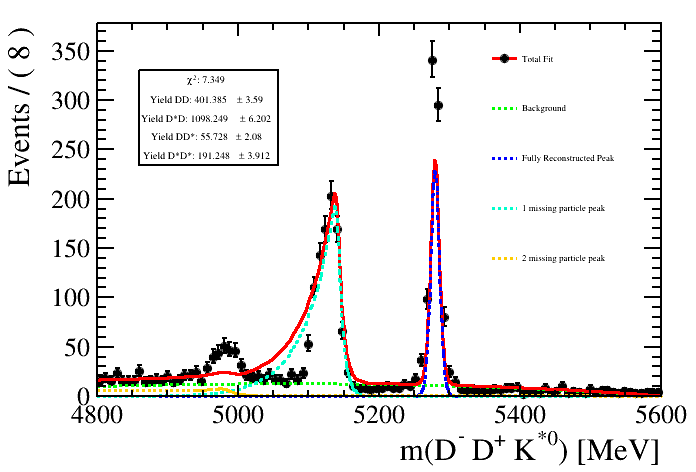 Events / ( 8 )
350
300
250
200
150
100
50
0
χ²: 7.349
Yield DD: 401.385 ± 3.59
Yield D*D: 1098.249 ± 6.202
Yield DD*: 55.728 ± 2.08
Yield D*D*: 191.248 ± 3.912
Total Fit
Background
Fully Reconstructed Peak
1 missing particle peak
2 missing particle peak
4800 5000 5200 5400 5600
m(D⁻ D⁺ K*⁰) [MeV]